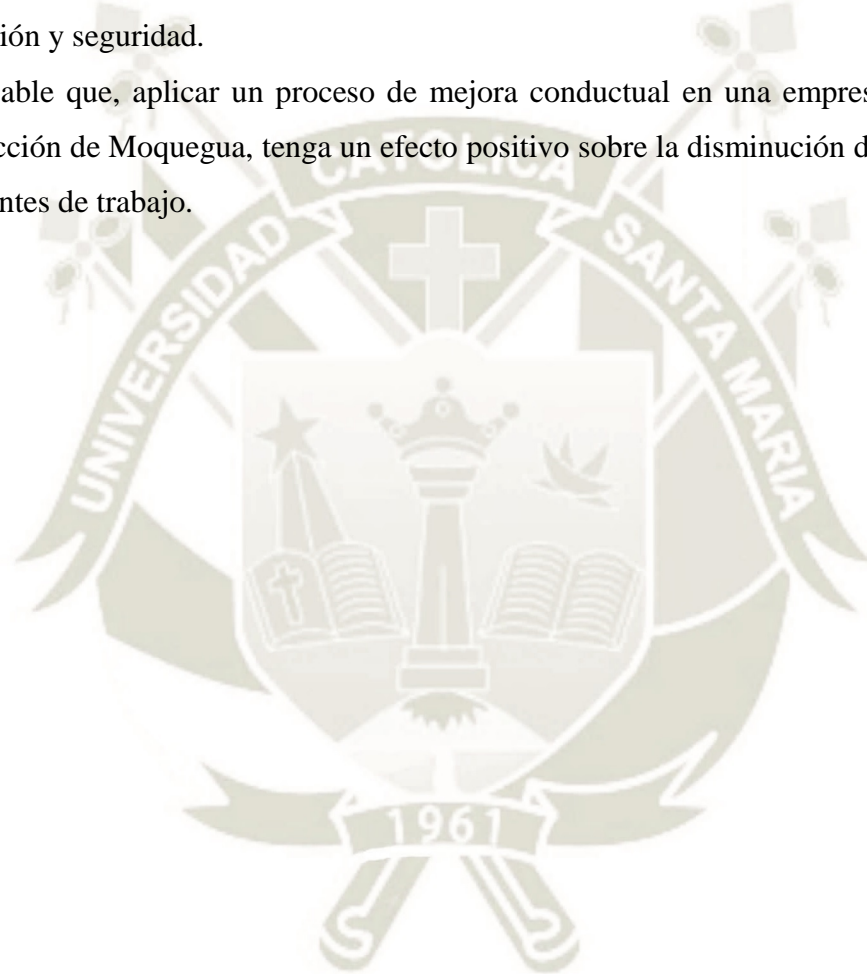 ión y seguridad.
able que, aplicar un proceso de mejora conductual en una empres
cción de Moquegua, tenga un efecto positivo sobre la disminución d
ntes de trabajo.
UNIVERSIDAD CATOLICA SANTA MARIA
1961